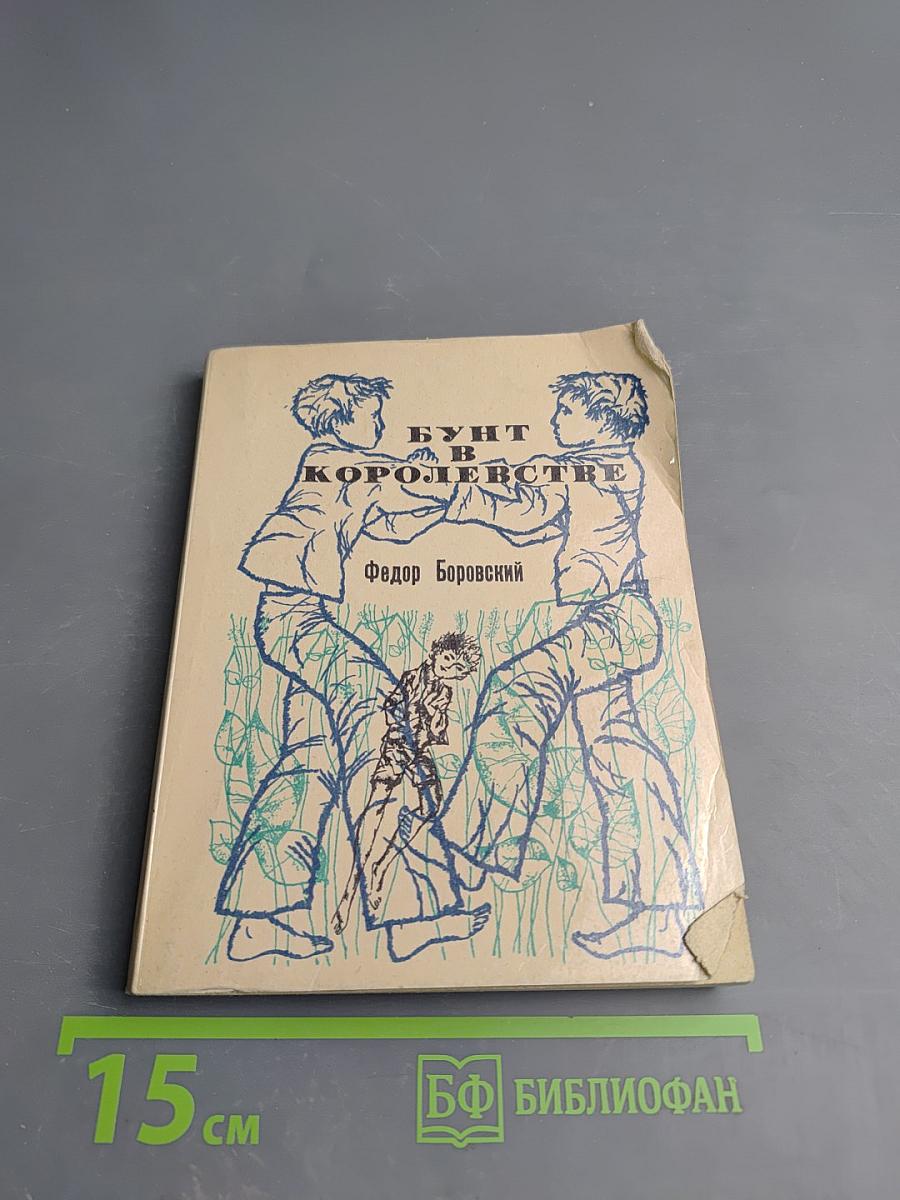 БУНТ
В
КОРОЛЕВСТВЕ
Федор Боровский
15 см
БФ БИБЛИОФАН